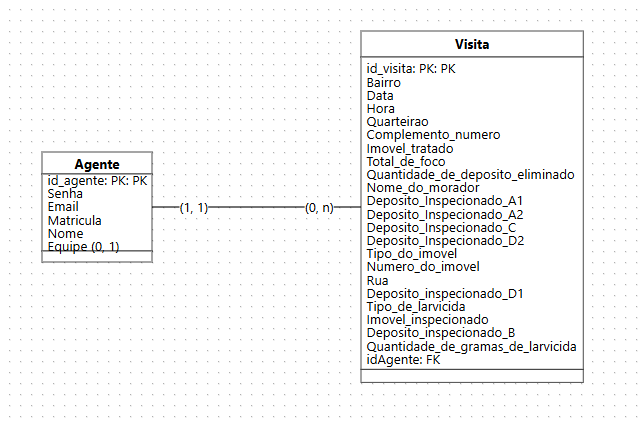 Agente
id_agente: PK: PK
Senha
Email
Matricula
Nome
Equipe (0, 1)
(1, 1)
(0, n)
Visita
id_visita: PK: PK
Bairro
Data
Hora
Quarteirao
Complemento_numero
Imovel_tratado
Total_de_foco
Quantidade_de_deposito_eliminado
Nome_do_morador
Deposito_Inspecionado_A1
Deposito_Inspecionado_A2
Deposito_Inspecionado_C
Deposito_Inspecionado_D2
Tipo_do_imovel
Numero_do_imovel
Rua
Deposito_inspecionado_D1
Tipo_de_larvicida
Imovel_inspecionado
Deposito_inspecionado_B
Quantidade_de_gramas_de_larvicida
idAgente: FK